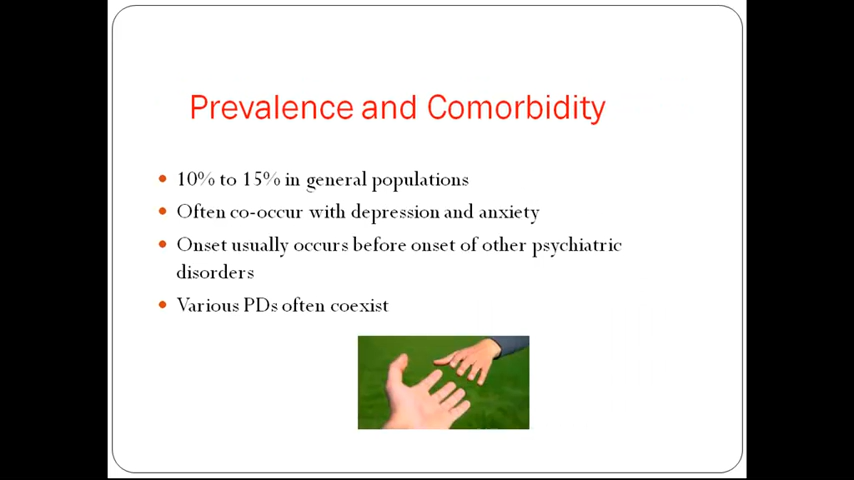 Prevalence and Comorbidity
10% to 15% in general populations
Often co-occur with depression and anxiety
Onset usually occurs before onset of other psychiatric
disorders
Various PDs often coexist